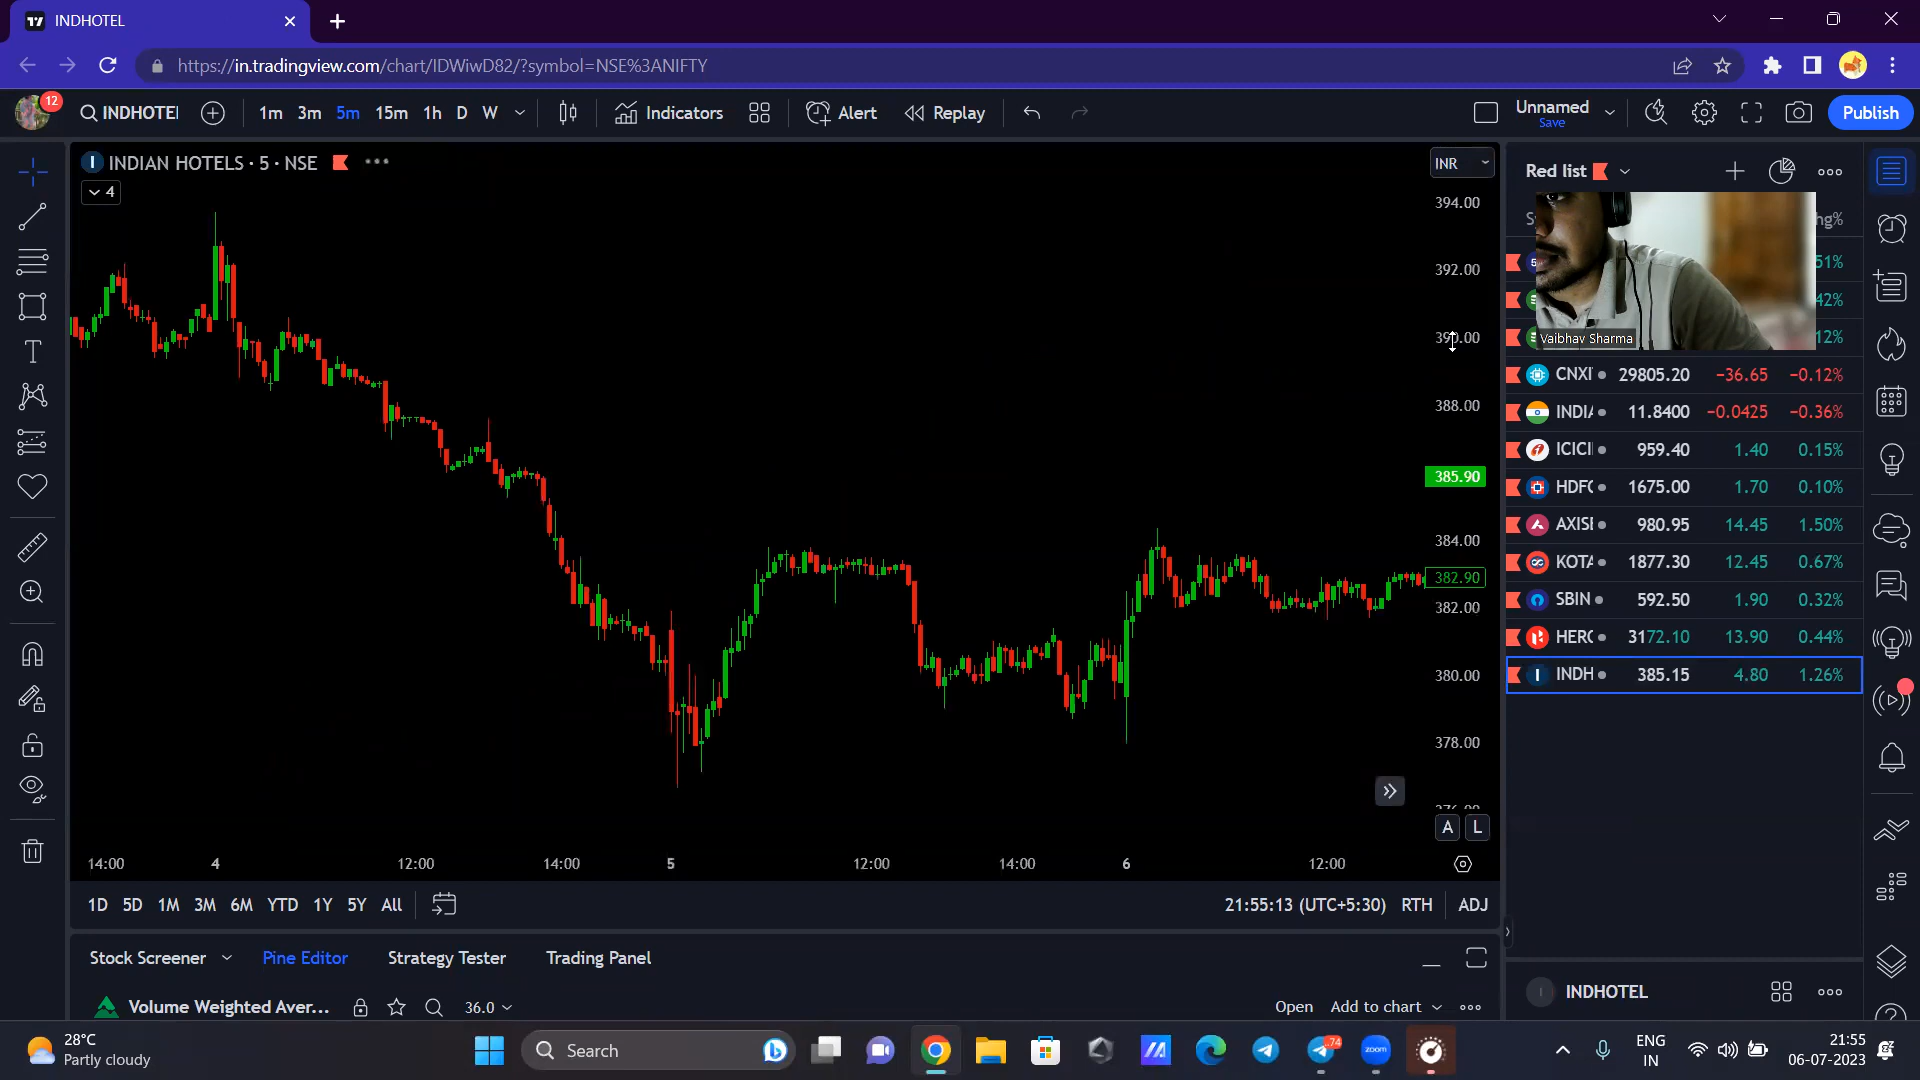 INDHOTEL
https://in.tradingview.com/chart/IDWiwD82/?symbol=NSE%3ANIFTY
12
INDHOTEL
1m 3m 5m 15m 1h D W
Indicators
Alert
Replay
Unnamed
Save
Publish
INDIAN HOTELS · 5 · NSE
4
INR
394.00
392.00
390.00
388.00
385.90
384.00
382.90
382.00
380.00
378.00
376.00
A L
14:00 4 12:00 14:00 5 12:00 14:00 6 12:00
1D 5D 1M 3M 6M YTD 1Y 5Y All
21:55:13 (UTC+5:30) RTH ADJ
Stock Screener Pine Editor Strategy Tester Trading Panel
Volume Weighted Aver... 36.0
Open Add to chart
Red list
hg%
51%
42%
12%
Vaibhav Sharma
CNXI 29805.20 −36.65 −0.12%
INDIA 11.8400 −0.0425 −0.36%
ICICI 959.40 1.40 0.15%
HDFC 1675.00 1.70 0.10%
AXISB 980.95 14.45 1.50%
KOTA 1877.30 12.45 0.67%
SBIN 592.50 1.90 0.32%
HERO 3172.10 13.90 0.44%
INDH 385.15 4.80 1.26%
INDHOTEL
28°C
Partly cloudy
Search
74
zoom
ENG
IN
21:55
06-07-2023